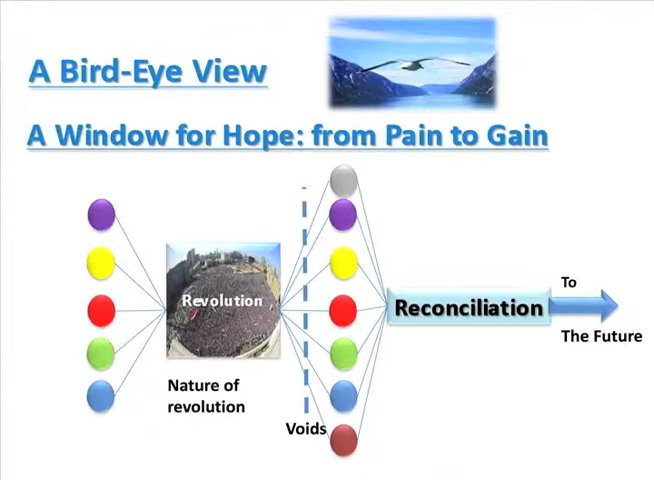 A Bird-Eye View
A Window for Hope: from Pain to Gain
Revolution
Nature of
revolution
Voids
Reconciliation
To
The Future